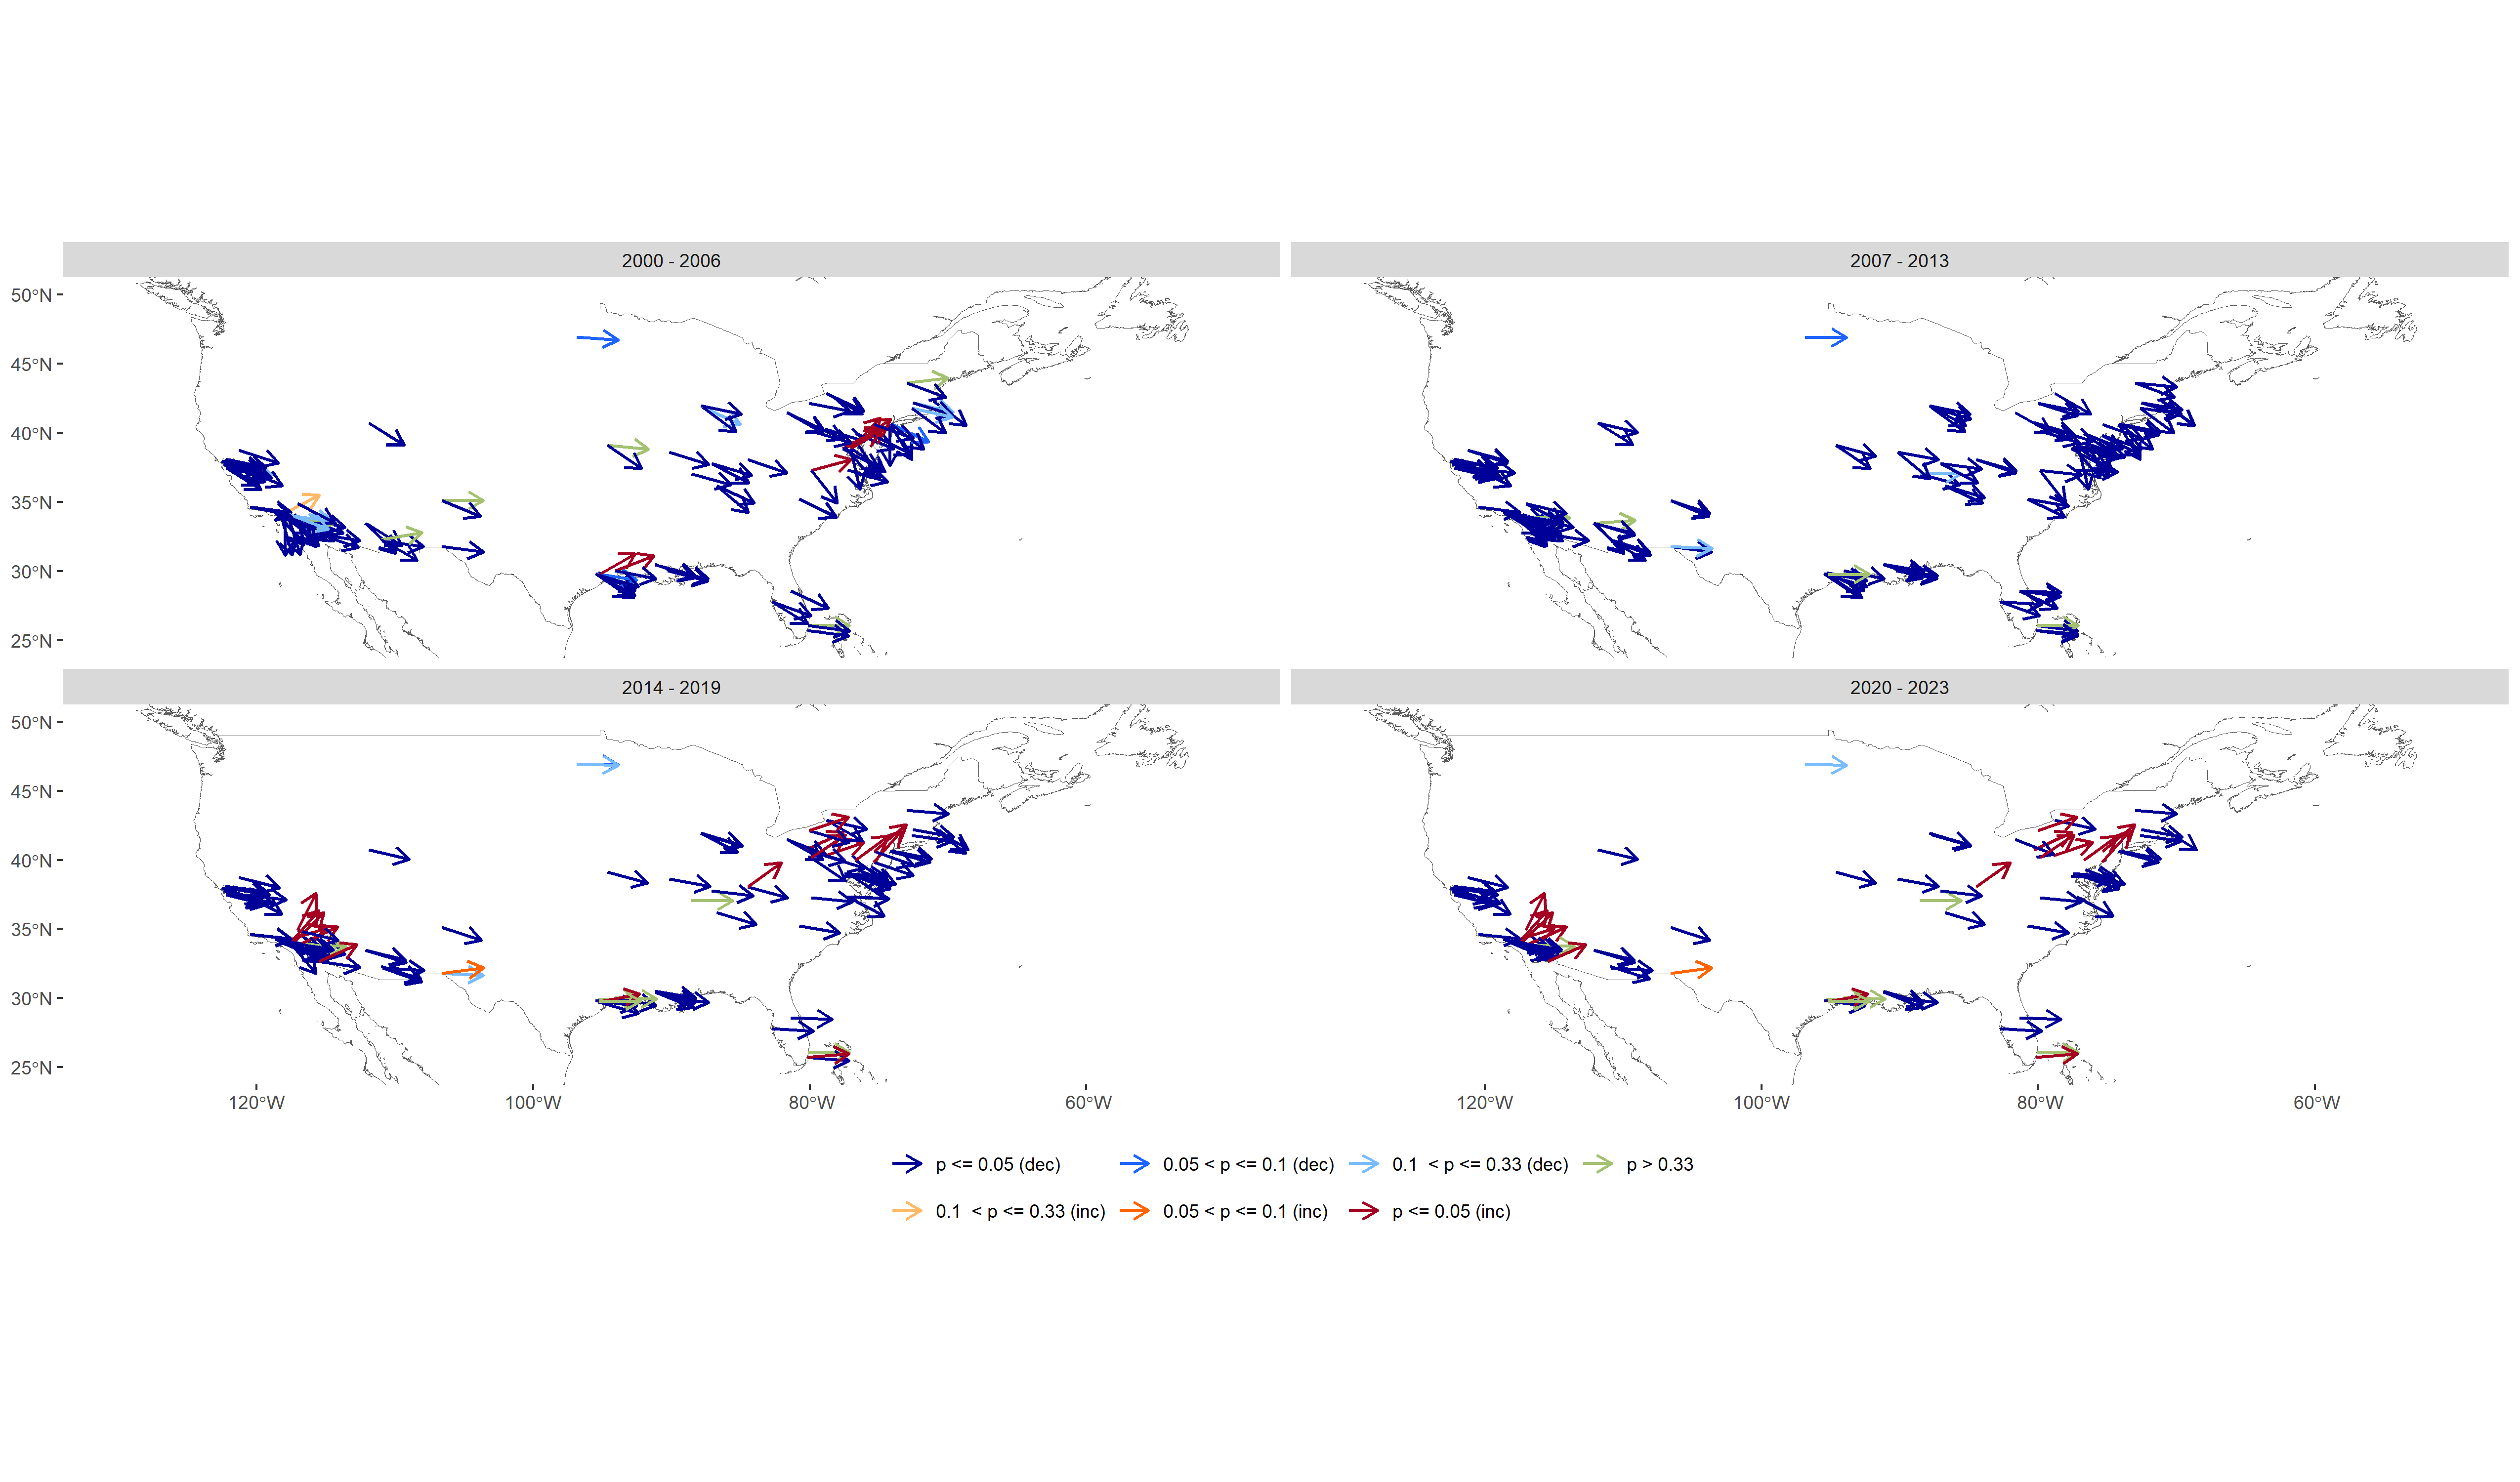 2000 - 2006
2007 - 2013
50°N
45°N
40°N
35°N
30°N
25°N
2014 - 2019
2020 - 2023
50°N
45°N
40°N
35°N
30°N
25°N
120°W
100°W
80°W
60°W
120°W
100°W
80°W
60°W
p <= 0.05 (dec)
0.05 < p <= 0.1 (dec)
0.1 < p <= 0.33 (dec)
p > 0.33
0.1 < p <= 0.33 (inc)
0.05 < p <= 0.1 (inc)
p <= 0.05 (inc)